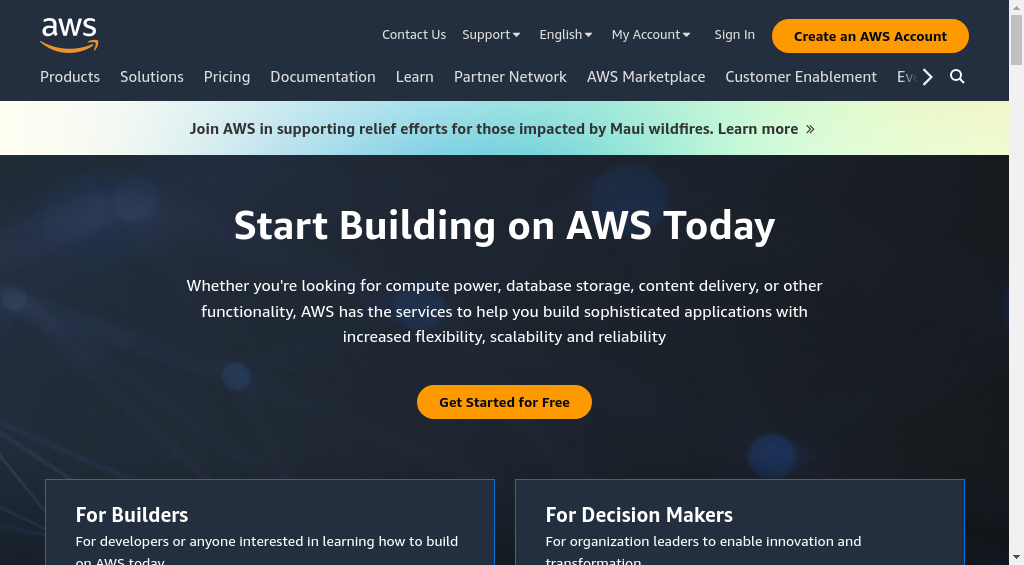 aws
Contact Us Support English My Account Sign In Create an AWS Account
Products Solutions Pricing Documentation Learn Partner Network AWS Marketplace Customer Enablement
Join AWS in supporting relief efforts for those impacted by Maui wildfires. Learn more »
Start Building on AWS Today
Whether you're looking for compute power, database storage, content delivery, or other
functionality, AWS has the services to help you build sophisticated applications with
increased flexibility, scalability and reliability
Get Started for Free
For Builders
For developers or anyone interested in learning how to build
on AWS today
For Decision Makers
For organization leaders to enable innovation and
transformation